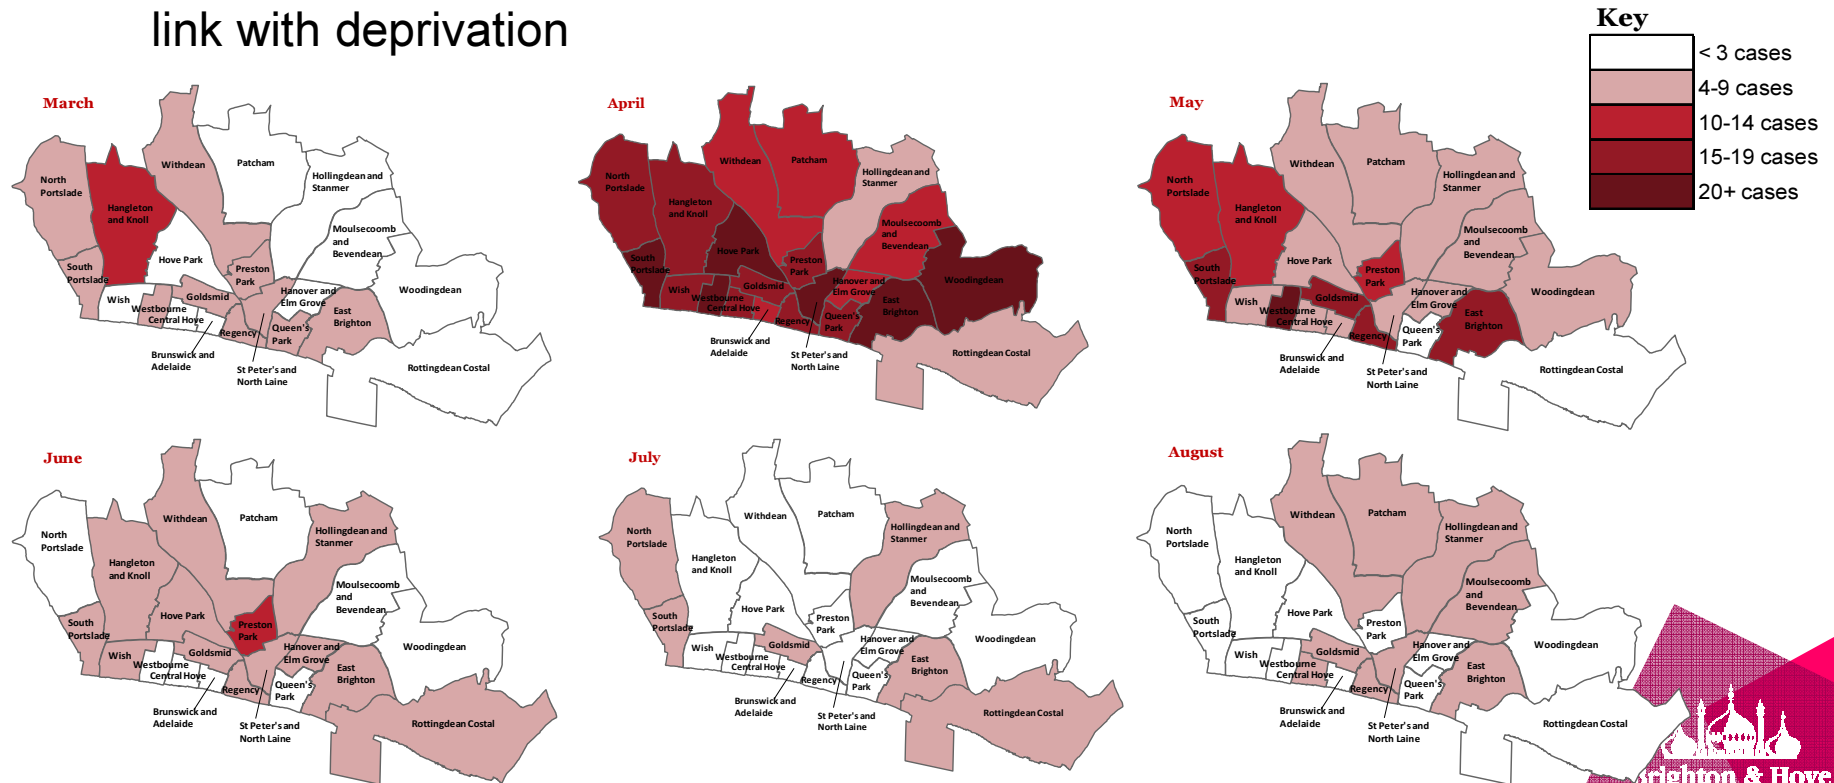 link with deprivation
Key
< 3 cases
4-9 cases
10-14 cases
15-19 cases
20+ cases
March
North
Portslade
Hangleton
and Knoll
Withdean
Patcham
Hollingdean and
Stanmer
Moulsecoomb
and
Bevendean
Hove Park
South
Portslade
Preston
Park
Woodingdean
Wish
Westbourne
Goldsmid
Central Hove
Hanover and
Elm Grove
Regency
Queen's
Park
East
Brighton
Brunswick and
Adelaide
St Peter's and
North Laine
Rottingdean Costal
April
North
Portslade
Hangleton
and Knoll
Withdean
Patcham
Hollingdean and
Stanmer
Moulsecoomb
and
Bevendean
Hove Park
South
Portslade
Preston
Park
Woodingdean
Wish
Westbourne
Goldsmid
Central Hove
Hanover and
Elm Grove
Regency
Queen's
Park
East
Brighton
Brunswick and
Adelaide
St Peter's and
North Laine
Rottingdean Costal
May
North
Portslade
Hangleton
and Knoll
Withdean
Patcham
Hollingdean and
Stanmer
Moulsecoomb
and
Bevendean
Hove Park
South
Portslade
Preston
Park
Woodingdean
Wish
Westbourne
Goldsmid
Central Hove
Hanover and
Elm Grove
Regency
Queen's
Park
East
Brighton
Brunswick and
Adelaide
St Peter's and
North Laine
Rottingdean Costal
June
North
Portslade
Hangleton
and Knoll
Withdean
Patcham
Hollingdean and
Stanmer
Moulsecoomb
and
Bevendean
Hove Park
South
Portslade
Preston
Park
Woodingdean
Wish
Westbourne
Goldsmid
Central Hove
Hanover and
Elm Grove
Regency
Queen's
Park
East
Brighton
Brunswick and
Adelaide
St Peter's and
North Laine
Rottingdean Costal
July
North
Portslade
Hangleton
and Knoll
Withdean
Patcham
Hollingdean and
Stanmer
Moulsecoomb
and
Bevendean
Hove Park
South
Portslade
Preston
Park
Woodingdean
Wish
Westbourne
Goldsmid
Central Hove
Hanover and
Elm Grove
Regency
Queen's
Park
East
Brighton
Brunswick and
Adelaide
St Peter's and
North Laine
Rottingdean Costal
August
North
Portslade
Hangleton
and Knoll
Withdean
Patcham
Hollingdean and
Stanmer
Moulsecoomb
and
Bevendean
Hove Park
South
Portslade
Preston
Park
Woodingdean
Wish
Westbourne
Goldsmid
Central Hove
Hanover and
Elm Grove
Regency
Queen's
Park
East
Brighton
Brunswick and
Adelaide
St Peter's and
North Laine
Rottingdean Costal
righton & Hove